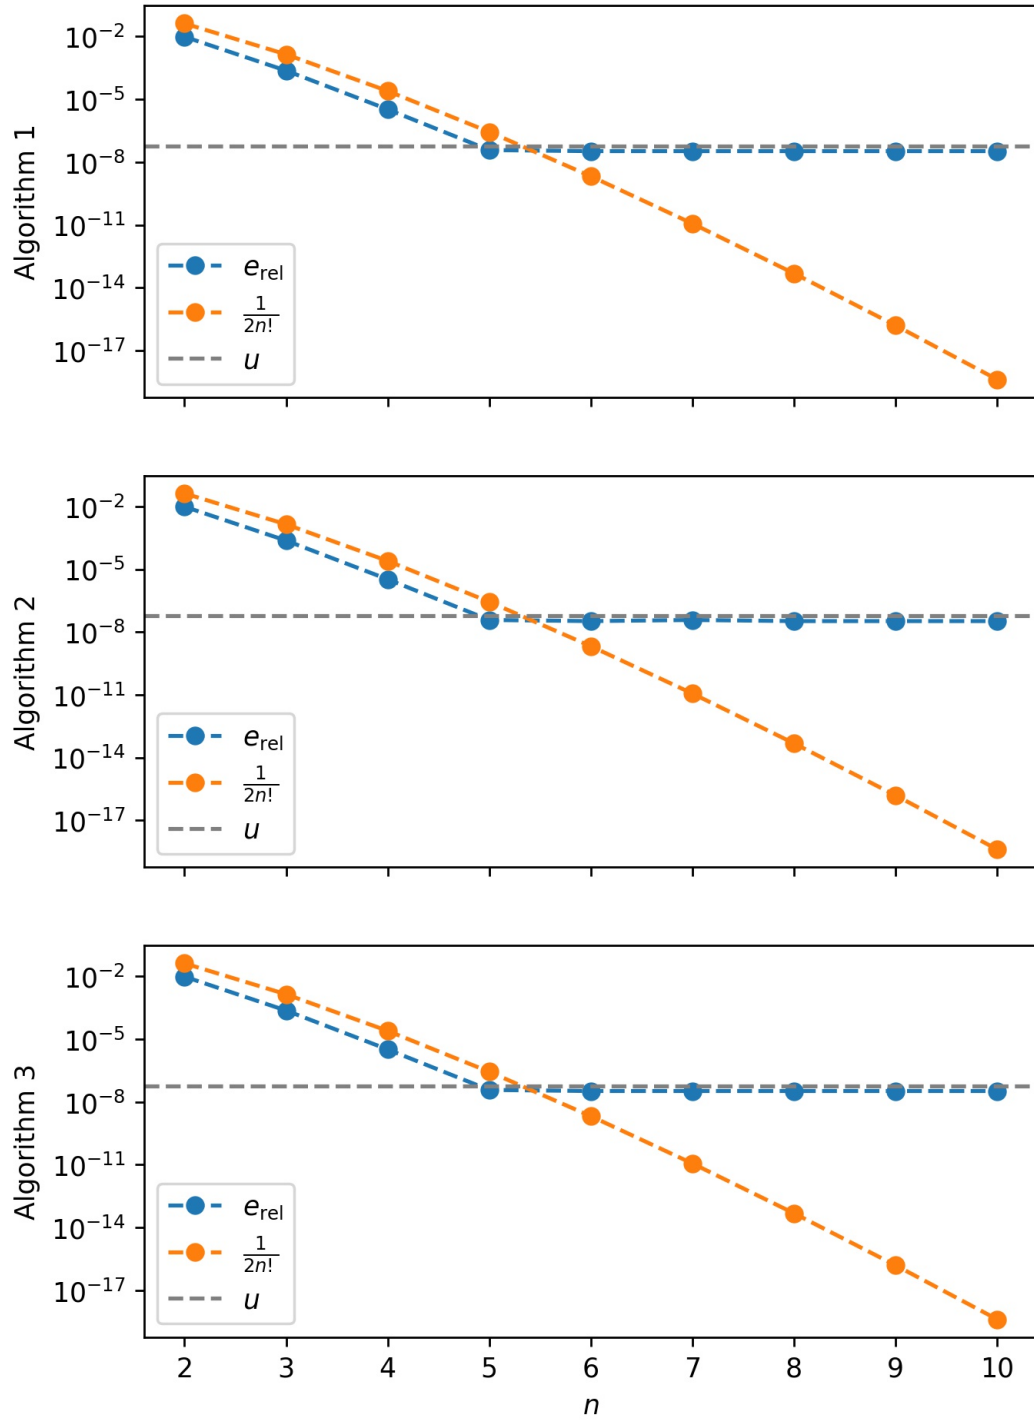 10⁻²
10⁻⁵
10⁻⁸
10⁻¹¹
10⁻¹⁴
10⁻¹⁷
Algorithm 1
e_rel
1/2n!
u
10⁻²
10⁻⁵
10⁻⁸
10⁻¹¹
10⁻¹⁴
10⁻¹⁷
Algorithm 2
e_rel
1/2n!
u
10⁻²
10⁻⁵
10⁻⁸
10⁻¹¹
10⁻¹⁴
10⁻¹⁷
Algorithm 3
e_rel
1/2n!
u
2 3 4 5 6 7 8 9 10
n